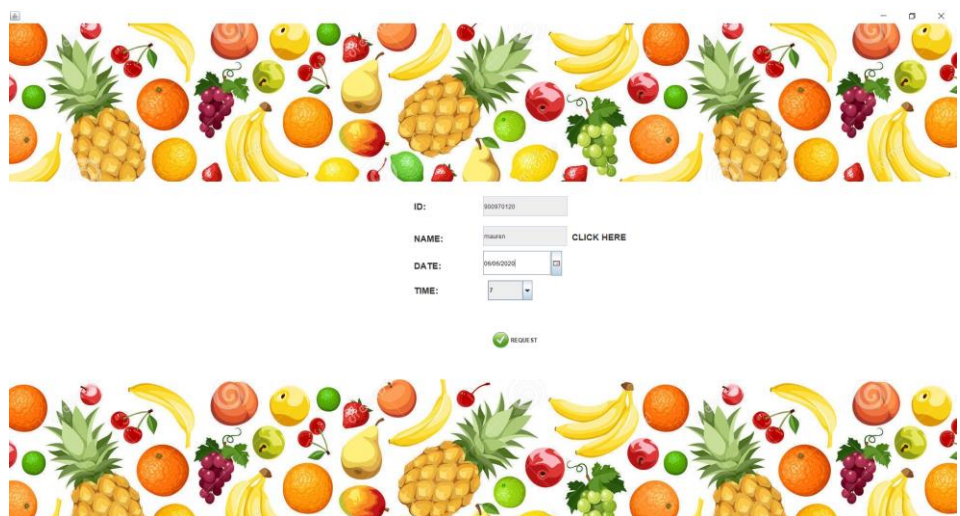 ID: 900970120
NAME: mauren CLICK HERE
DATE: 06/06/2020
TIME: 7
REQUEST